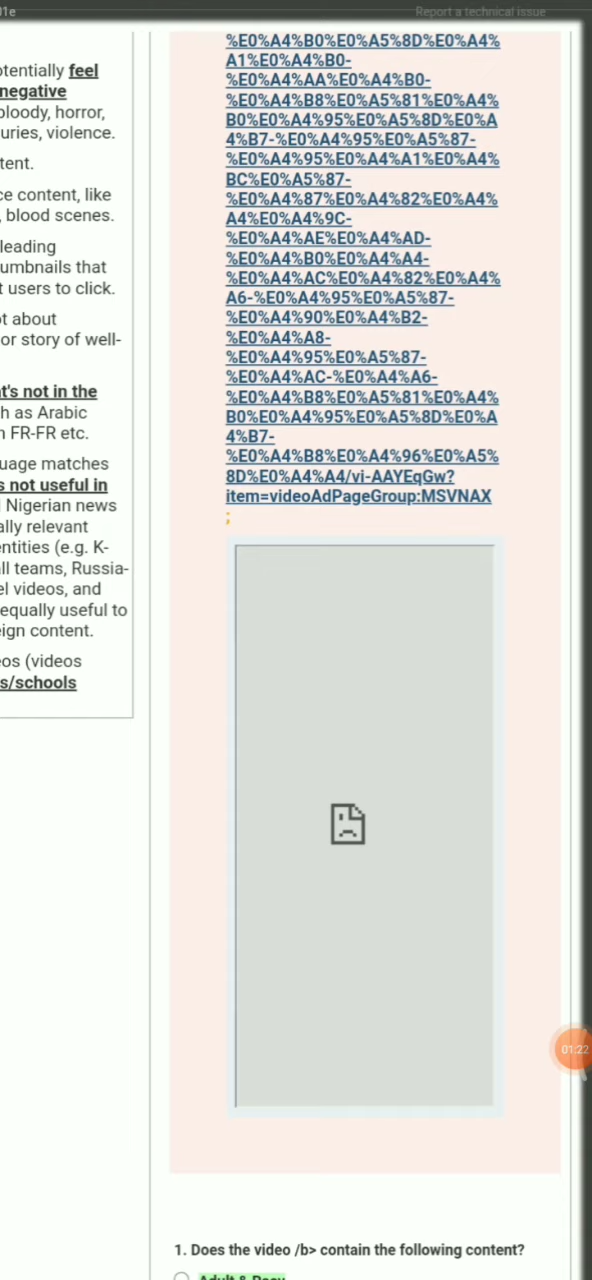 01e
Report a technical issue
otentially feel
negative
bloody, horror,
uries, violence.
tent.
ce content, like
, blood scenes.
leading
umbnails that
t users to click.
ot about
or story of well-
t's not in the
h as Arabic
n FR-FR etc.
uage matches
s not useful in
l Nigerian news
ally relevant
entities (e.g. K-
ll teams, Russia-
el videos, and
equally useful to
eign content.
eos (videos
s/schools
%E0%A4%B0%E0%A5%8D%E0%A4%
A1%E0%A4%B0-
%E0%A4%AA%E0%A4%B0-
%E0%A4%B8%E0%A5%81%E0%A4%
B0%E0%A4%95%E0%A5%8D%E0%A
4%B7-%E0%A4%95%E0%A5%87-
%E0%A4%95%E0%A4%A1%E0%A4%
BC%E0%A5%87-
%E0%A4%87%E0%A4%82%E0%A4%
A4%E0%A4%9C-
%E0%A4%AE%E0%A4%AD-
%E0%A4%B0%E0%A4%A4-
%E0%A4%AC%E0%A4%82%E0%A4%
A6-%E0%A4%95%E0%A5%87-
%E0%A4%90%E0%A4%B2-
%E0%A4%A8-
%E0%A4%95%E0%A5%87-
%E0%A4%AC-%E0%A4%A6-
%E0%A4%B8%E0%A5%81%E0%A4%
B0%E0%A4%95%E0%A5%8D%E0%A
4%B7-
%E0%A4%B8%E0%A4%96%E0%A5%
8D%E0%A4%A4/vi-AAYEqGw?
item=videoAdPageGroup:MSVNAX
;
01:22
1. Does the video /b> contain the following content?